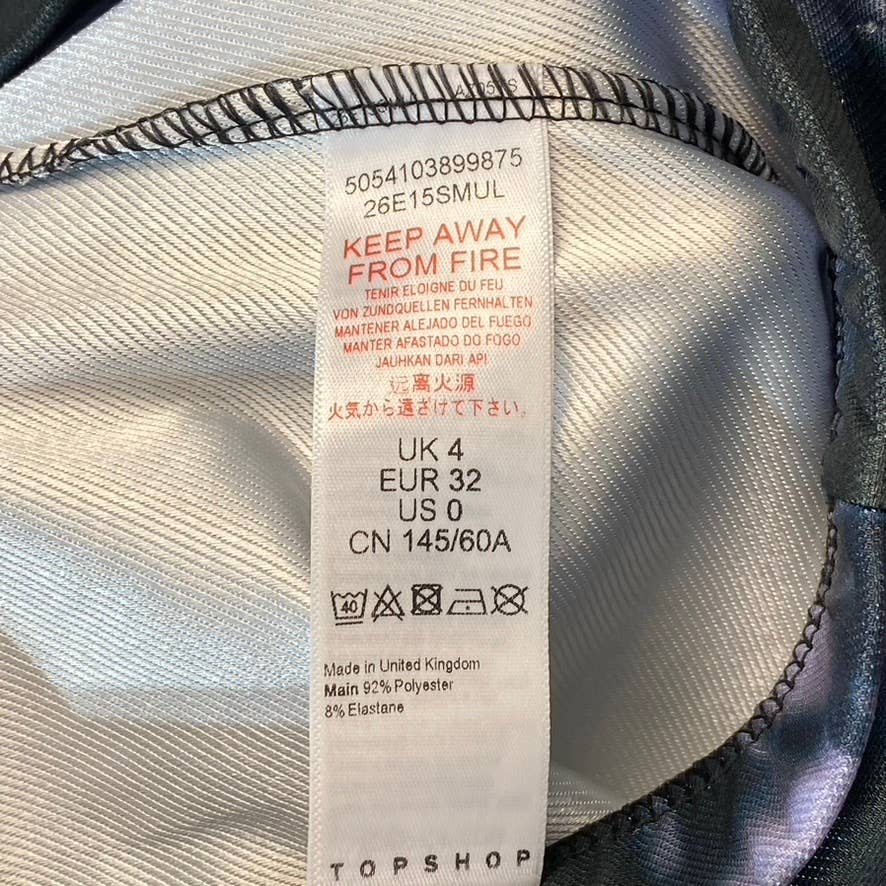 5054103899875
26E15SMUL
KEEP AWAY
FROM FIRE
TENIR ELOIGNE DU FEU
VON ZUNDQUELLEN FERNHALTEN
MANTENER ALEJADO DEL FUEGO
MANTER AFASTADO DO FOGO
JAUHKAN DARI API
远离火源
火気から遠ざけて下さい。
UK 4
EUR 32
US 0
CN 145/60A
40
Made in United Kingdom
Main 92% Polyester
8% Elastane
TOPSHOP